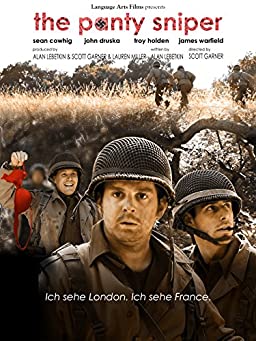 Language Arts Films presents
the panty sniper
sean cowhig john druska troy holden james warfield
produced by written by directed by
ALAN LEBETKIN & SCOTT GARNER & LAUREN MILLER ALAN LEBETKIN SCOTT GARNER
Ich sehe London. Ich sehe France.